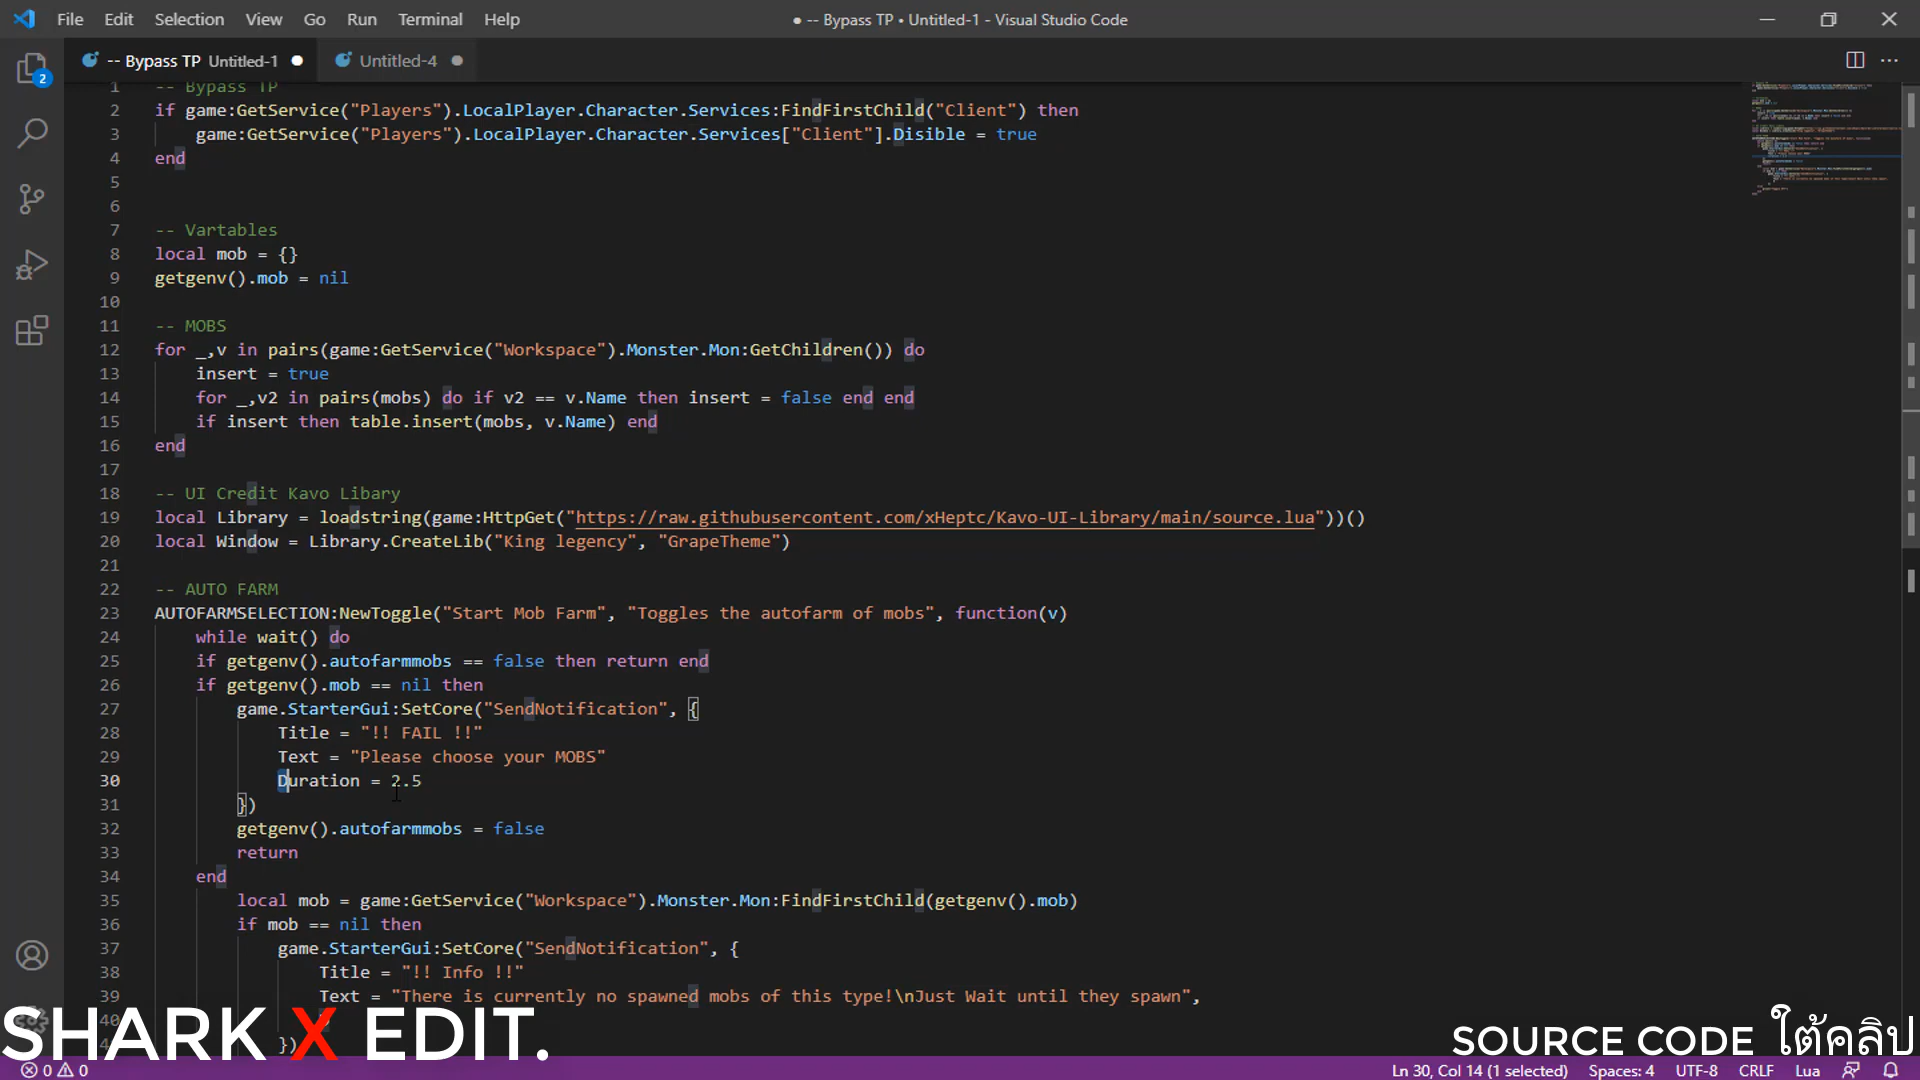 File Edit Selection View Go Run Terminal Help
● -- Bypass TP • Untitled-1 - Visual Studio Code
-- Bypass TP Untitled-1 ●
Untitled-4 ●
1 -- Bypass TP
2 if game:GetService("Players").LocalPlayer.Character.Services:FindFirstChild("Client") then
3 game:GetService("Players").LocalPlayer.Character.Services["Client"].Disible = true
4 end
5
6
7 -- Vartables
8 local mob = {}
9 getgenv().mob = nil
10
11 -- MOBS
12 for _,v in pairs(game:GetService("Workspace").Monster.Mon:GetChildren()) do
13 insert = true
14 for _,v2 in pairs(mobs) do if v2 == v.Name then insert = false end end
15 if insert then table.insert(mobs, v.Name) end
16 end
17
18 -- UI Credit Kavo Libary
19 local Library = loadstring(game:HttpGet("https://raw.githubusercontent.com/xHeptc/Kavo-UI-Library/main/source.lua"))()
20 local Window = Library.CreateLib("King legency", "GrapeTheme")
21
22 -- AUTO FARM
23 AUTOFARMSELECTION:NewToggle("Start Mob Farm", "Toggles the autofarm of mobs", function(v)
24 while wait() do
25 if getgenv().autofarmmobs == false then return end
26 if getgenv().mob == nil then
27 game.StarterGui:SetCore("SendNotification", {
28 Title = "!! FAIL !!"
29 Text = "Please choose your MOBS"
30 Duration = 2.5
31 })
32 getgenv().autofarmmobs = false
33 return
34 end
35 local mob = game:GetService("Workspace").Monster.Mon:FindFirstChild(getgenv().mob)
36 if mob == nil then
37 game.StarterGui:SetCore("SendNotification", {
38 Title = "!! Info !!"
39 Text = "There is currently no spawned mobs of this type!\nJust Wait until they spawn",
40
})
2
SHARK X EDIT.
SOURCE CODE ใต้คลิป
0 0
Ln 30, Col 14 (1 selected) Spaces: 4 UTF-8 CRLF Lua